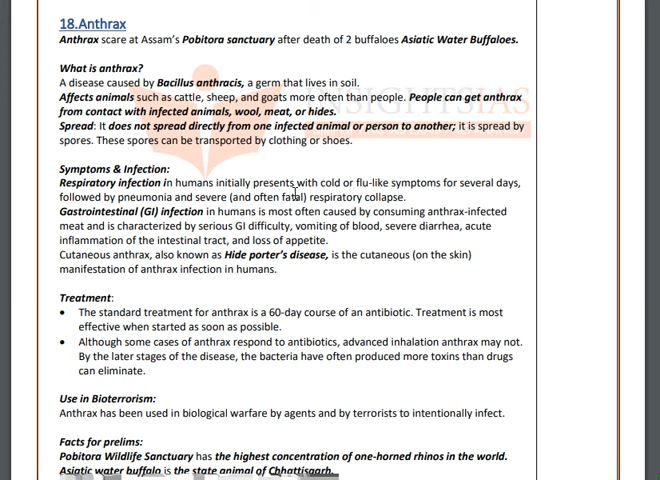 18.Anthrax
Anthrax scare at Assam's Pobitora sanctuary after death of 2 buffaloes Asiatic Water Buffaloes.
What is anthrax?
A disease caused by Bacillus anthracis, a germ that lives in soil.
Affects animals such as cattle, sheep, and goats more often than people. People can get anthrax
from contact with infected animals, wool, meat, or hides.
Spread: It does not spread directly from one infected animal or person to another; it is spread by
spores. These spores can be transported by clothing or shoes.
INSIGHTSIAS
Symptoms & Infection:
Respiratory infection in humans initially presents with cold or flu-like symptoms for several days,
followed by pneumonia and severe (and often fatal) respiratory collapse.
Gastrointestinal (GI) infection in humans is most often caused by consuming anthrax-infected
meat and is characterized by serious GI difficulty, vomiting of blood, severe diarrhea, acute
inflammation of the intestinal tract, and loss of appetite.
Cutaneous anthrax, also known as Hide porter's disease, is the cutaneous (on the skin)
manifestation of anthrax infection in humans.
Treatment:
• The standard treatment for anthrax is a 60-day course of an antibiotic. Treatment is most
effective when started as soon as possible.
• Although some cases of anthrax respond to antibiotics, advanced inhalation anthrax may not.
By the later stages of the disease, the bacteria have often produced more toxins than drugs
can eliminate.
Use in Bioterrorism:
Anthrax has been used in biological warfare by agents and by terrorists to intentionally infect.
Facts for prelims:
Pobitora Wildlife Sanctuary has the highest concentration of one-horned rhinos in the world.
Asiatic water buffalo is the state animal of Chhattisgarh.